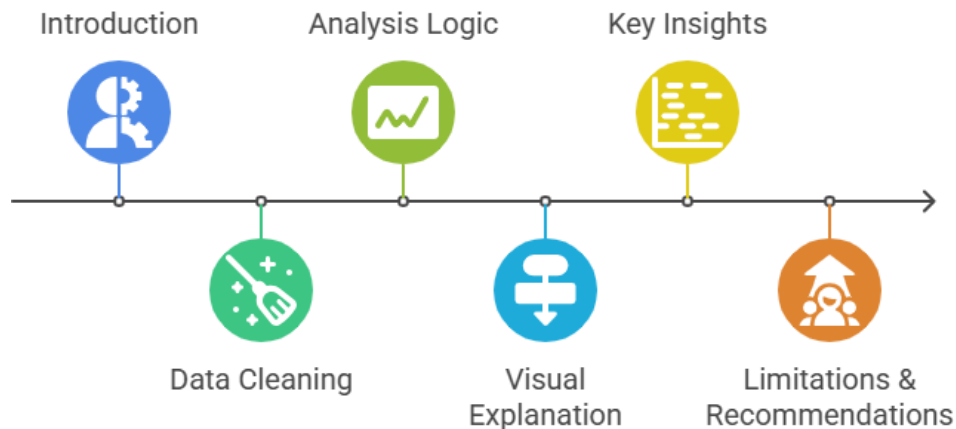 Introduction
Analysis Logic
Key Insights
Data Cleaning
Visual
Explanation
Limitations &
Recommendations